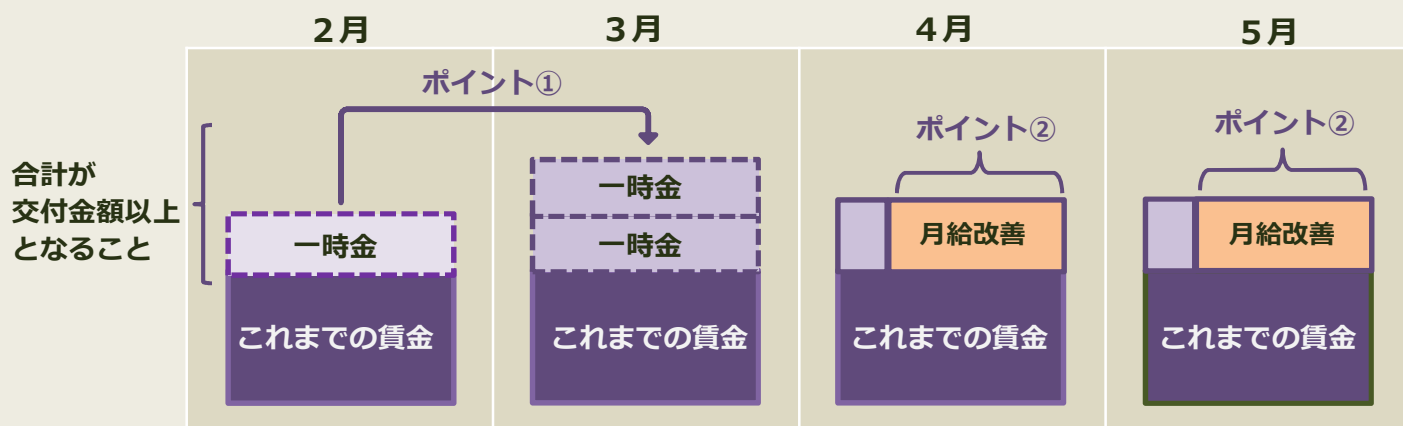 ２月
３月
４月
５月
ポイント①
ポイント②
ポイント②
合計が
交付金額以上
となること
一時金
一時金
一時金
月給改善
月給改善
これまでの賃金
これまでの賃金
これまでの賃金
これまでの賃金